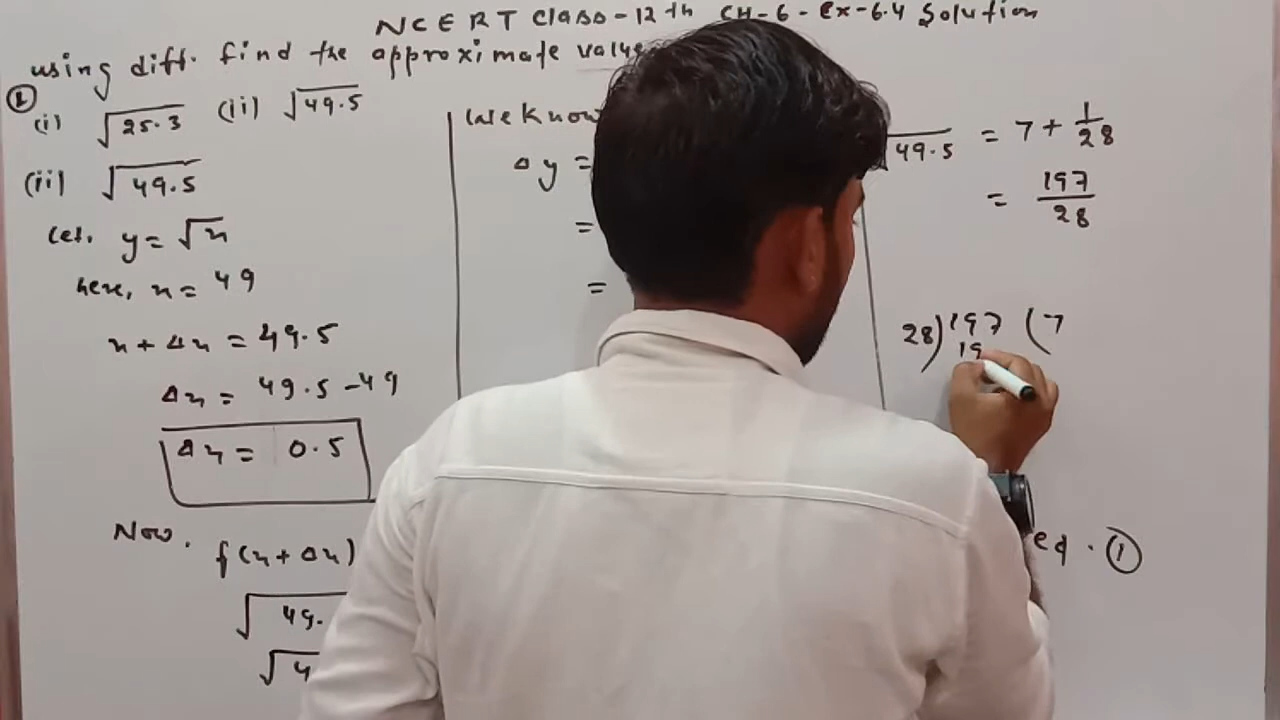 NCERT Class-12th CH-6-Ex-6.4 Solution
using diff. find the approximate value
① (i) √25.3 (ii) √49.5
(ii) √49.5
Let, y = √x
here, x = 49
x + Δx = 49.5
Δx = 49.5 - 49
Δx = 0.5
Now. f(x + Δx)
√49.
√4
We Know
Δy =
=
=
√49.5 = 7 + 1/28
= 197/28
28)197(7
19
eq. ①